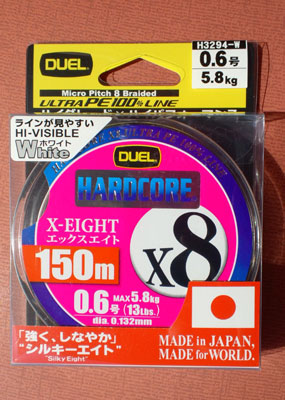 DUEL
H3294-W
0.6号
5.8kg
Micro Pitch 8 Braided
ULTRA PE100% LINE
ラインが見やすい
HI-VISIBLE
ホワイト
White
DUEL
HARDCORE
X-EIGHT
エックスエイト
x8
150m
0.6号 MAX5.8kg
(13Lbs.)
dia. 0.132mm
「強く、しなやか」
"シルキーエイト"
"Silky Eight"
MADE in JAPAN,
MADE for WORLD.